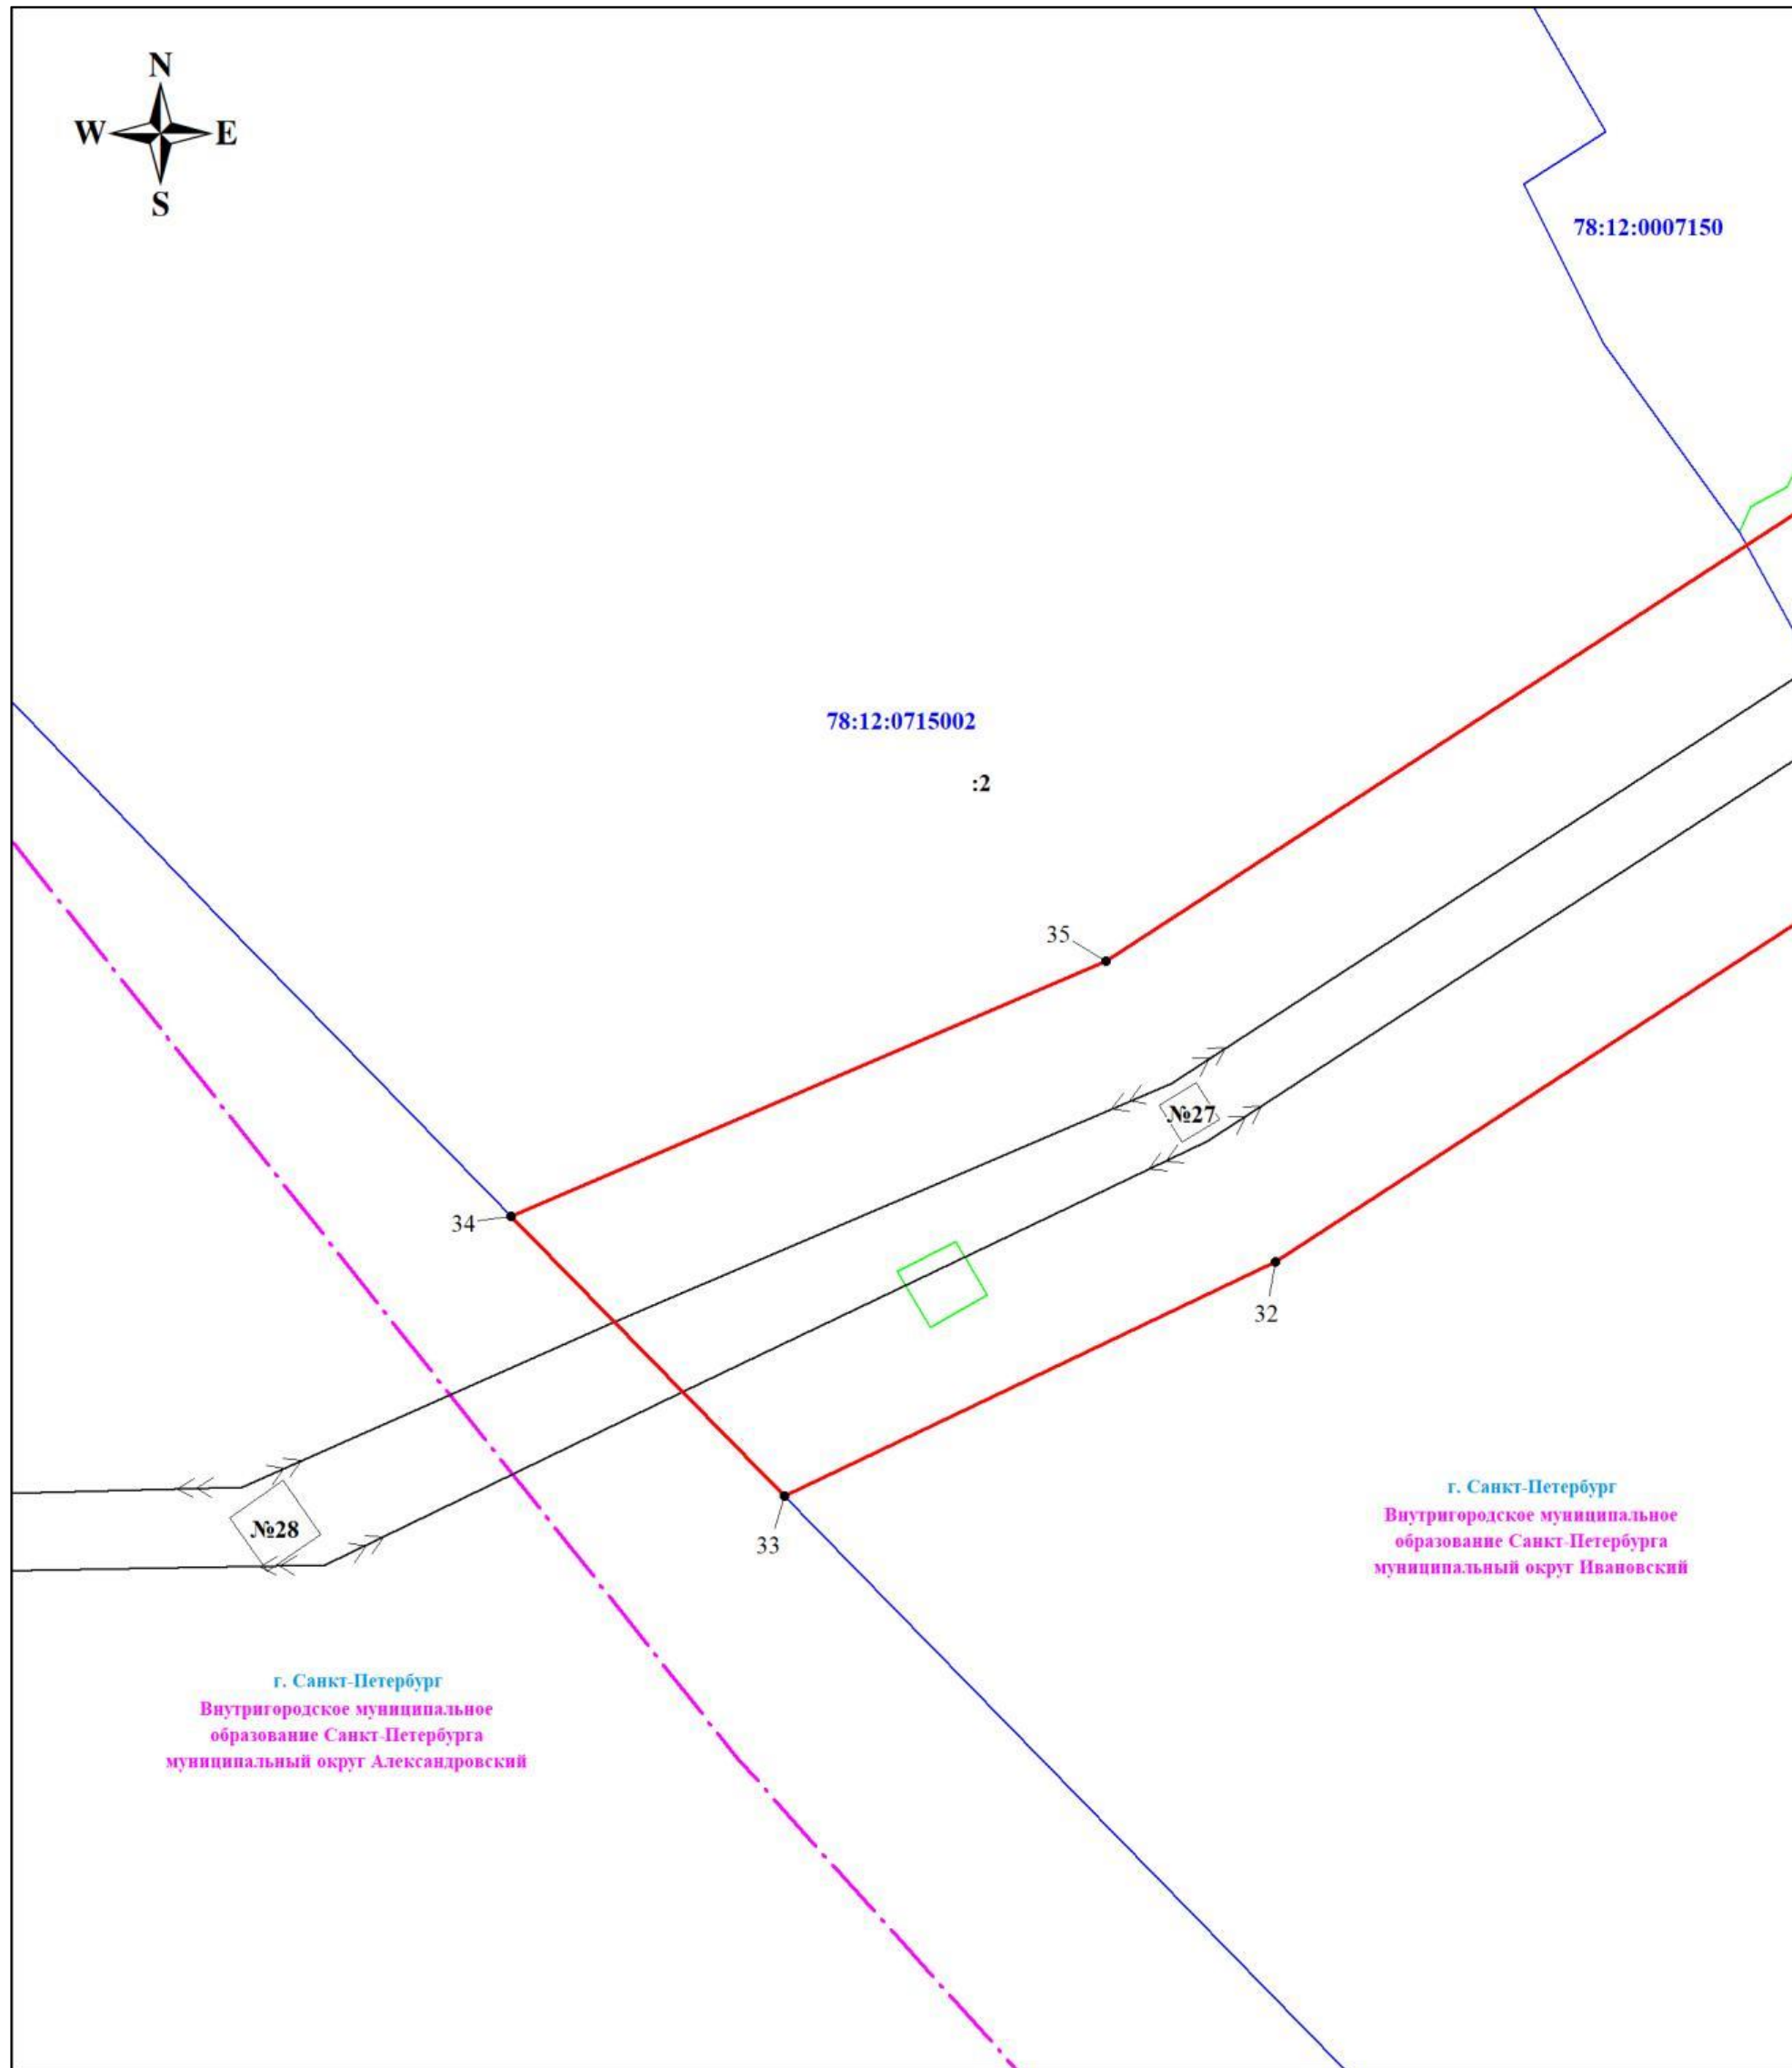 N
W E
S
78:12:0007150
78:12:0715002
:2
35
№27
34
32
г. Санкт-Петербург
Внутригородское муниципальное
образование Санкт-Петербурга
муниципальный округ Ивановский
№28
33
г. Санкт-Петербург
Внутригородское муниципальное
образование Санкт-Петербурга
муниципальный округ Александровский